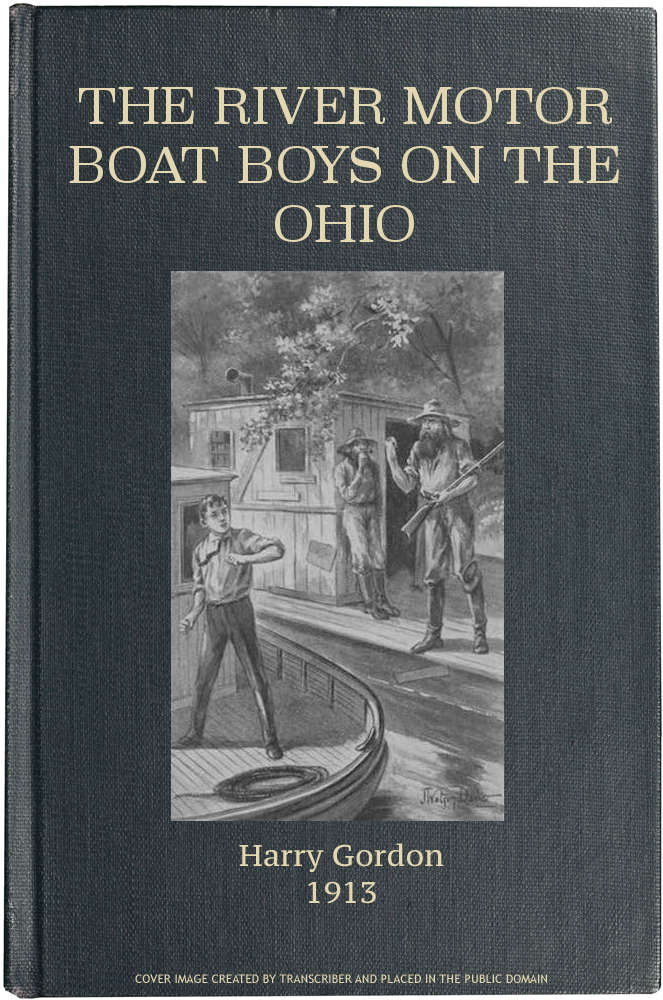 THE RIVER MOTOR
BOAT BOYS ON THE
OHIO
Harry Gordon
1913
COVER IMAGE CREATED BY TRANSCRIBER AND PLACED IN THE PUBLIC DOMAIN